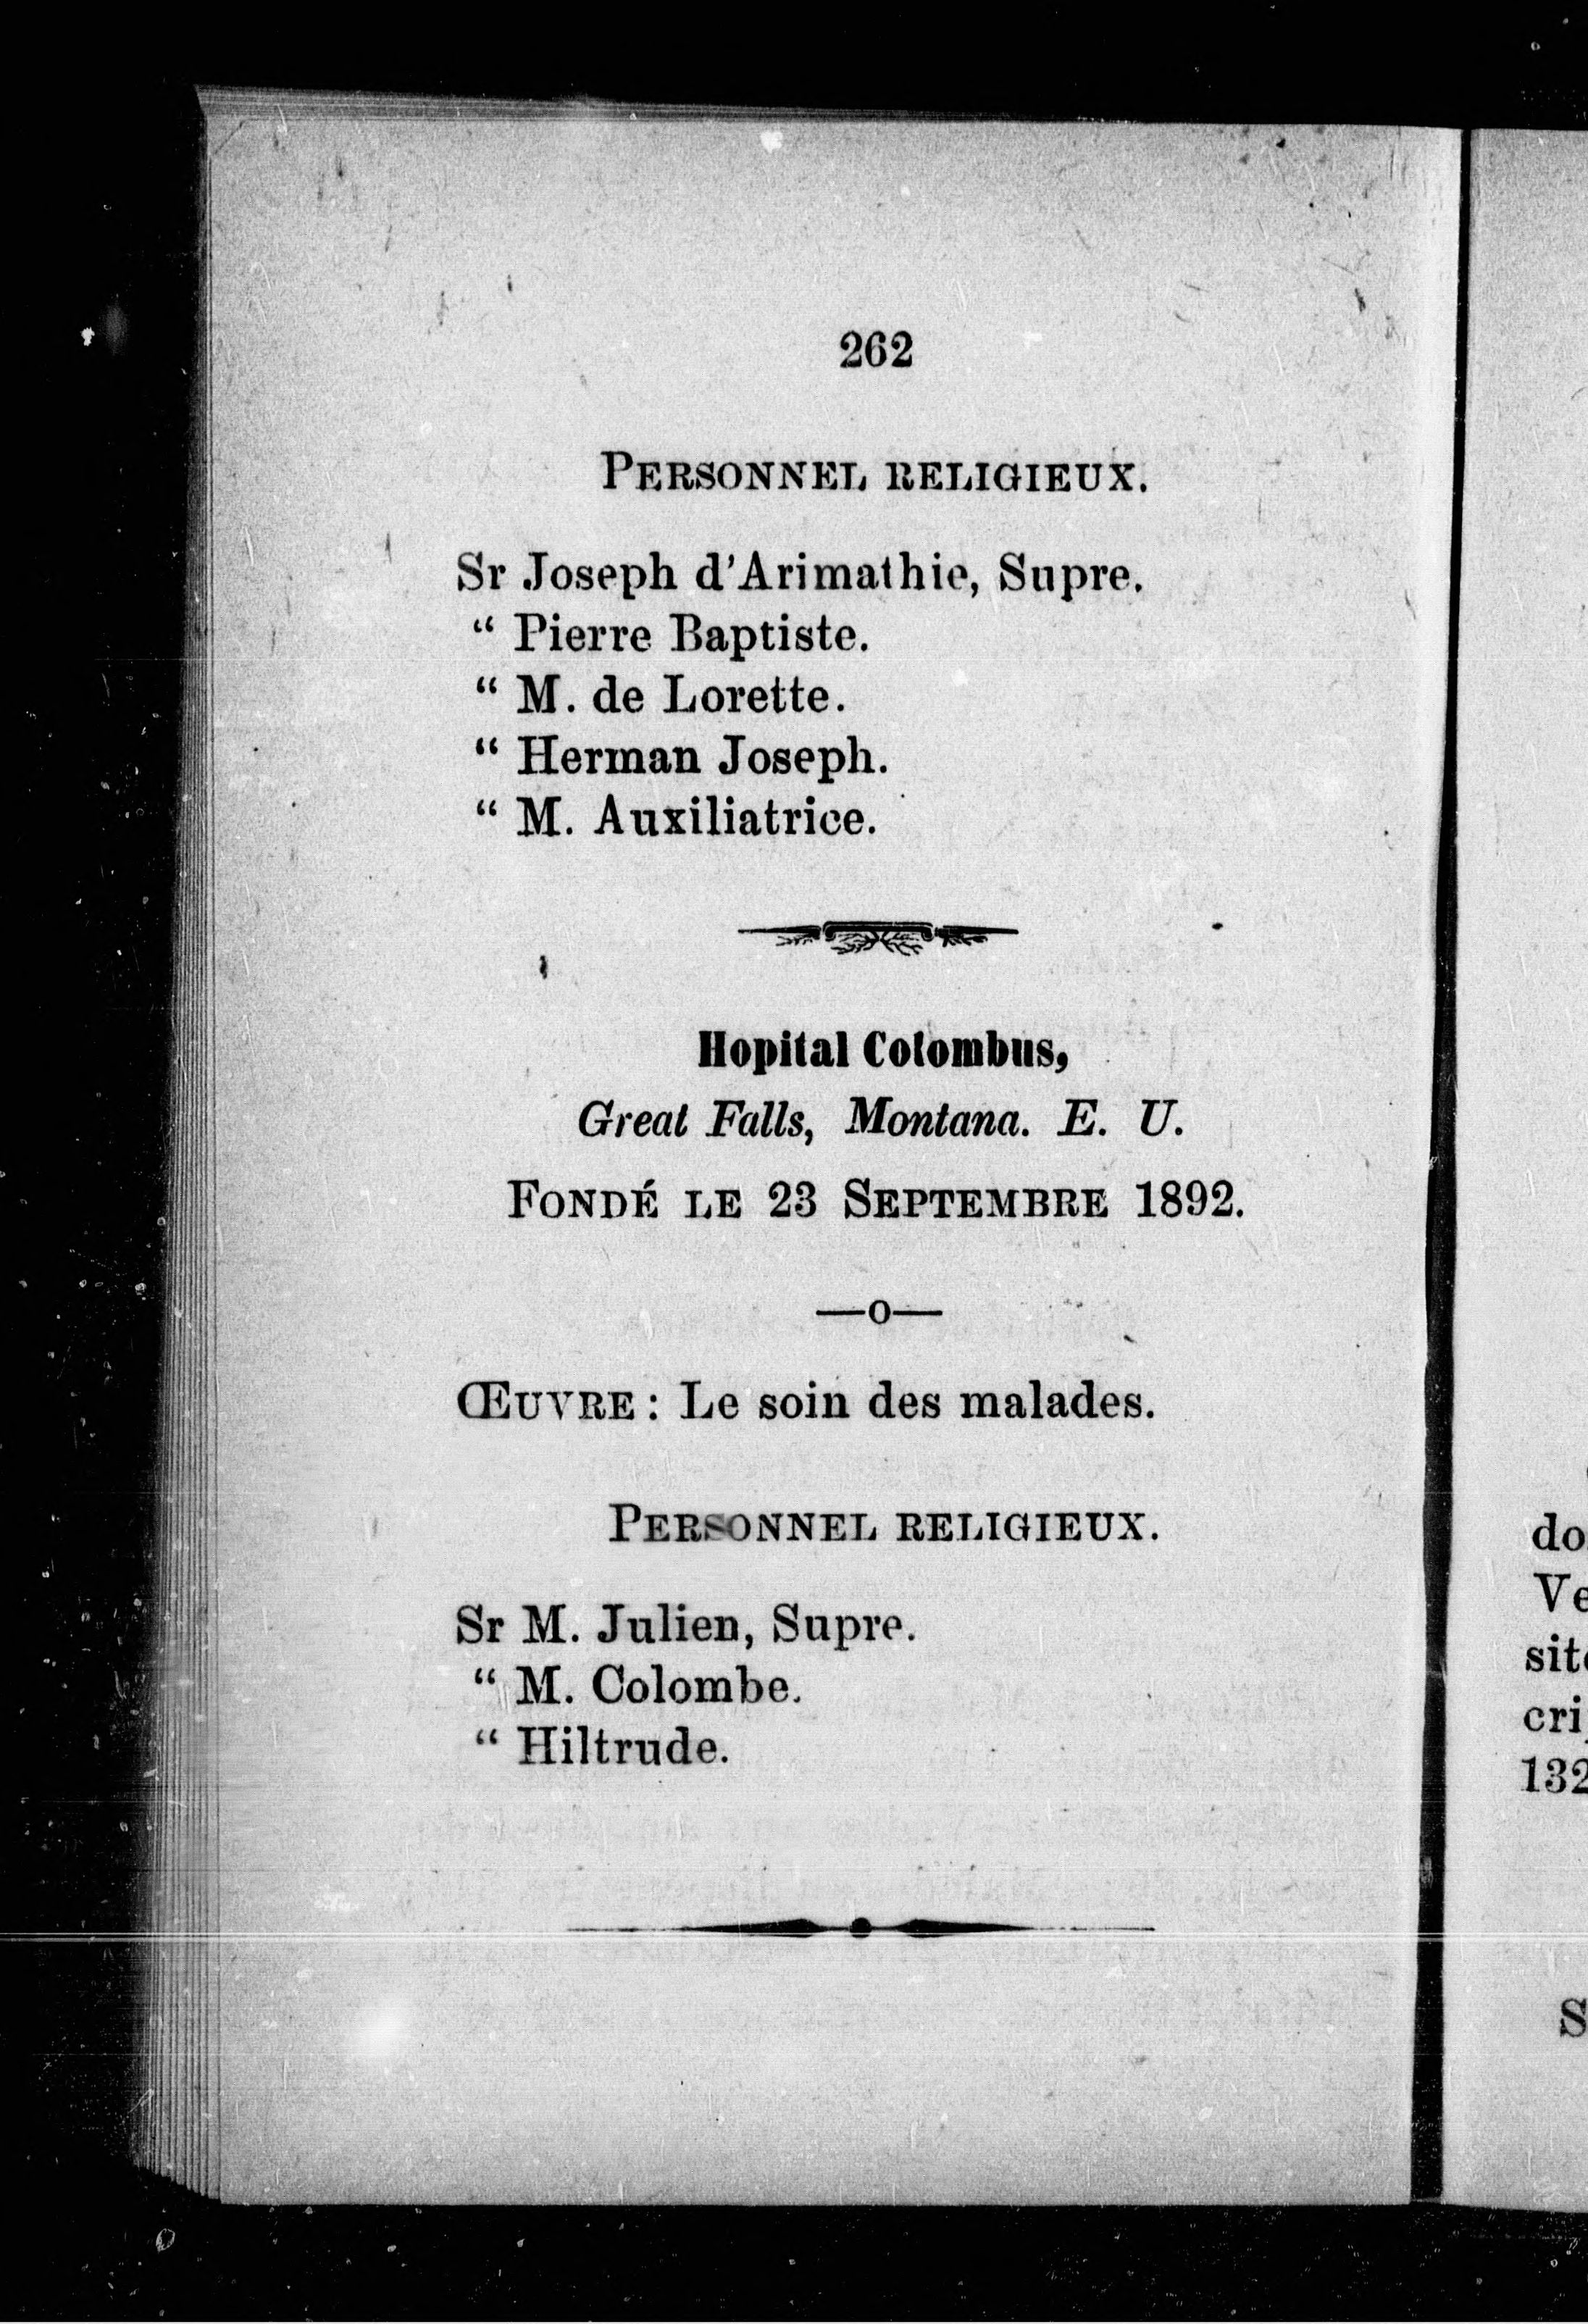 262
PERSONNEL RELIGIEUX.
Sr Joseph d'Arimathie, Supre.
“ Pierre Baptiste.
“ M. de Lorette.
“ Herman Joseph.
“ M. Auxiliatrice.
Hopital Colombus,
Great Falls, Montana. E. U.
FONDÉ LE 23 SEPTEMBRE 1892.
—o—
ŒUVRE : Le soin des malades.
PERSONNEL RELIGIEUX.
Sr M. Julien, Supre.
“ M. Colombe.
“ Hiltrude.